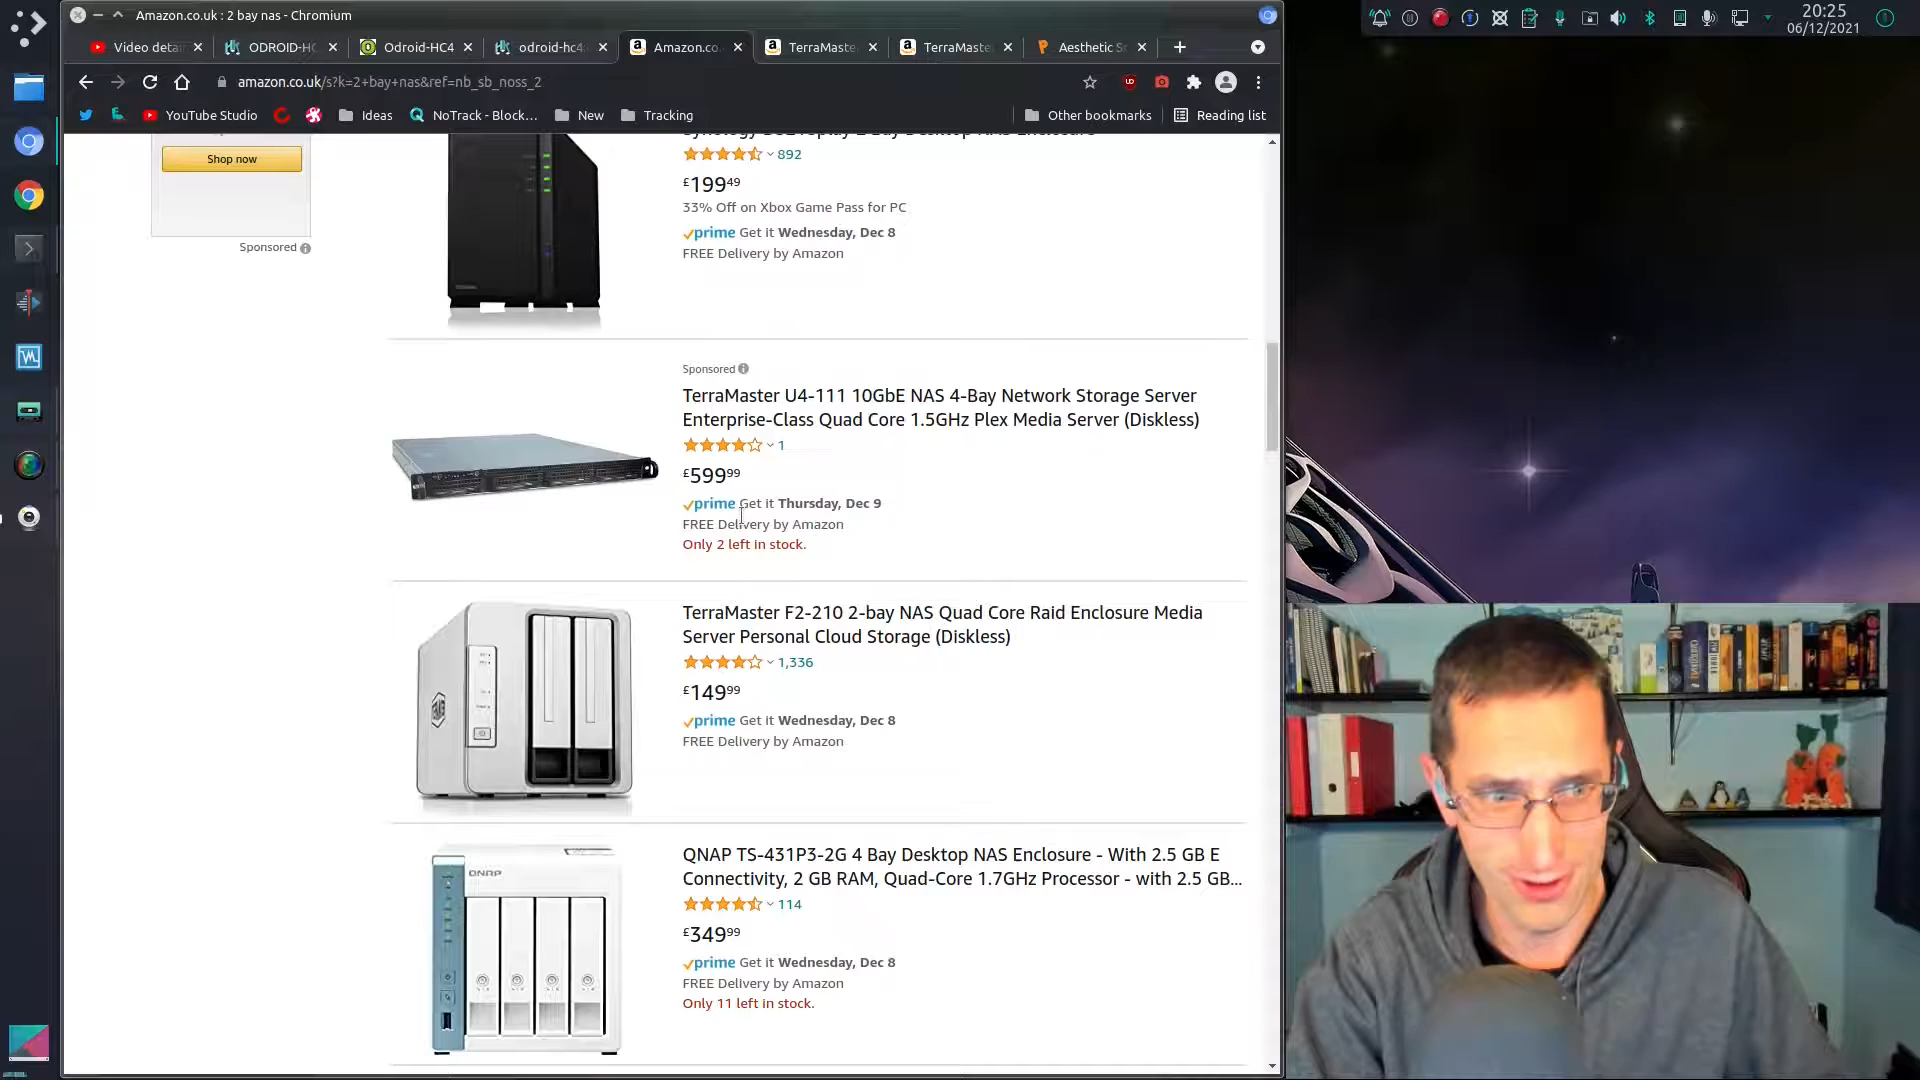 Amazon.co.uk : 2 bay nas - Chromium
20:25
06/12/2021
Video detai
ODROID-HC
Odroid-HC4
odroid-hc4
Amazon.co.
TerraMaste
TerraMaste
Aesthetic S
amazon.co.uk/s?k=2+bay+nas&ref=nb_sb_noss_2
YouTube Studio
Ideas
NoTrack - Block...
New
Tracking
Other bookmarks
Reading list
Shop now
Sponsored
892
£199.49
33% Off on Xbox Game Pass for PC
prime Get it Wednesday, Dec 8
FREE Delivery by Amazon
Sponsored
TerraMaster U4-111 10GbE NAS 4-Bay Network Storage Server
Enterprise-Class Quad Core 1.5GHz Plex Media Server (Diskless)
1
£599.99
prime Get it Thursday, Dec 9
FREE Delivery by Amazon
Only 2 left in stock.
TerraMaster F2-210 2-bay NAS Quad Core Raid Enclosure Media
Server Personal Cloud Storage (Diskless)
1,336
£149.99
prime Get it Wednesday, Dec 8
FREE Delivery by Amazon
QNAP
QNAP TS-431P3-2G 4 Bay Desktop NAS Enclosure - With 2.5 GB E
Connectivity, 2 GB RAM, Quad-Core 1.7GHz Processor - with 2.5 GB...
114
£349.99
prime Get it Wednesday, Dec 8
FREE Delivery by Amazon
Only 11 left in stock.